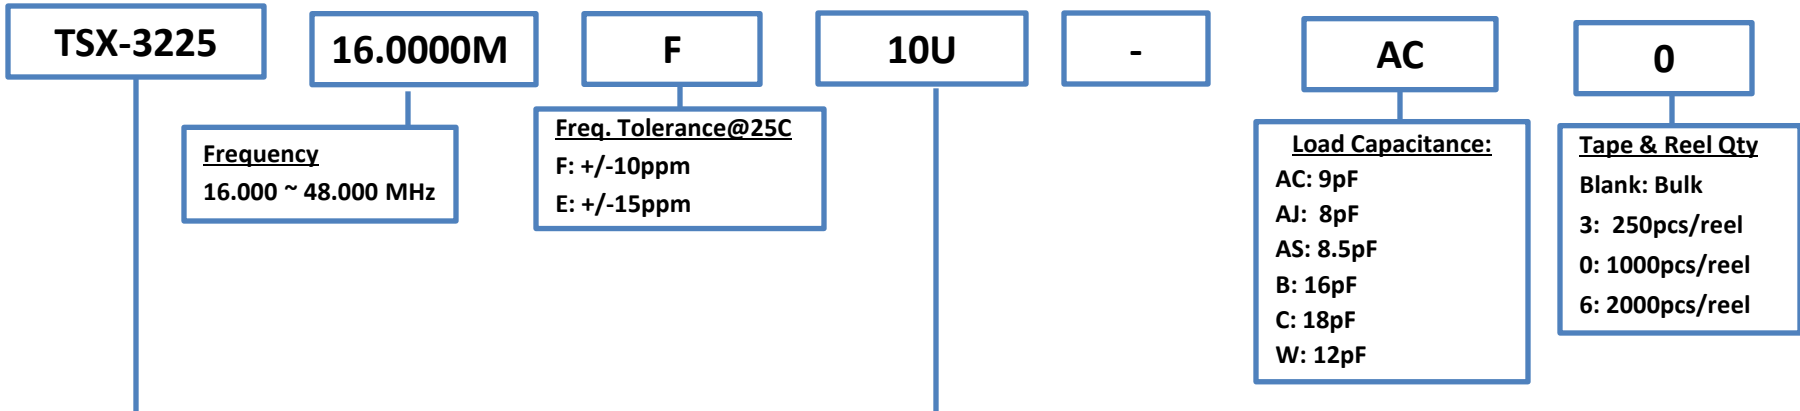 TSX-3225
16.0000M
F
10U
-
AC
0
Frequency
16.000 ~ 48.000 MHz
Freq. Tolerance@25C
F: +/-10ppm
E: +/-15ppm
Load Capacitance:
AC: 9pF
AJ: 8pF
AS: 8.5pF
B: 16pF
C: 18pF
W: 12pF
Tape & Reel Qty
Blank: Bulk
3: 250pcs/reel
0: 1000pcs/reel
6: 2000pcs/reel